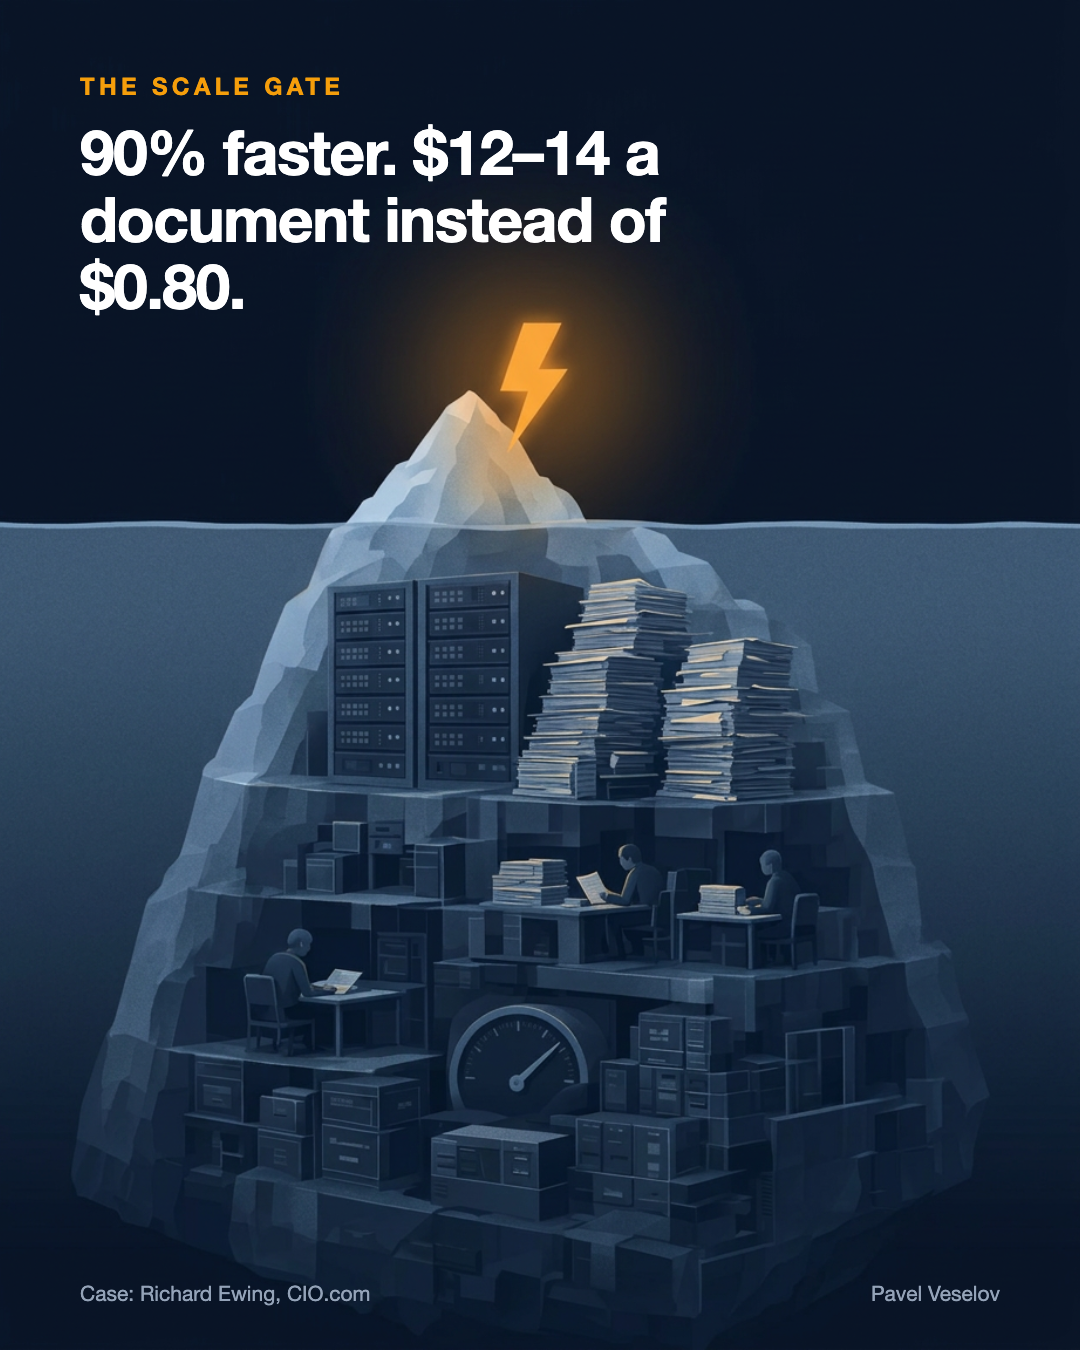 THE SCALE GATE
90% faster. $12–14 a
document instead of
$0.80.
Case: Richard Ewing, CIO.com
Pavel Veselov